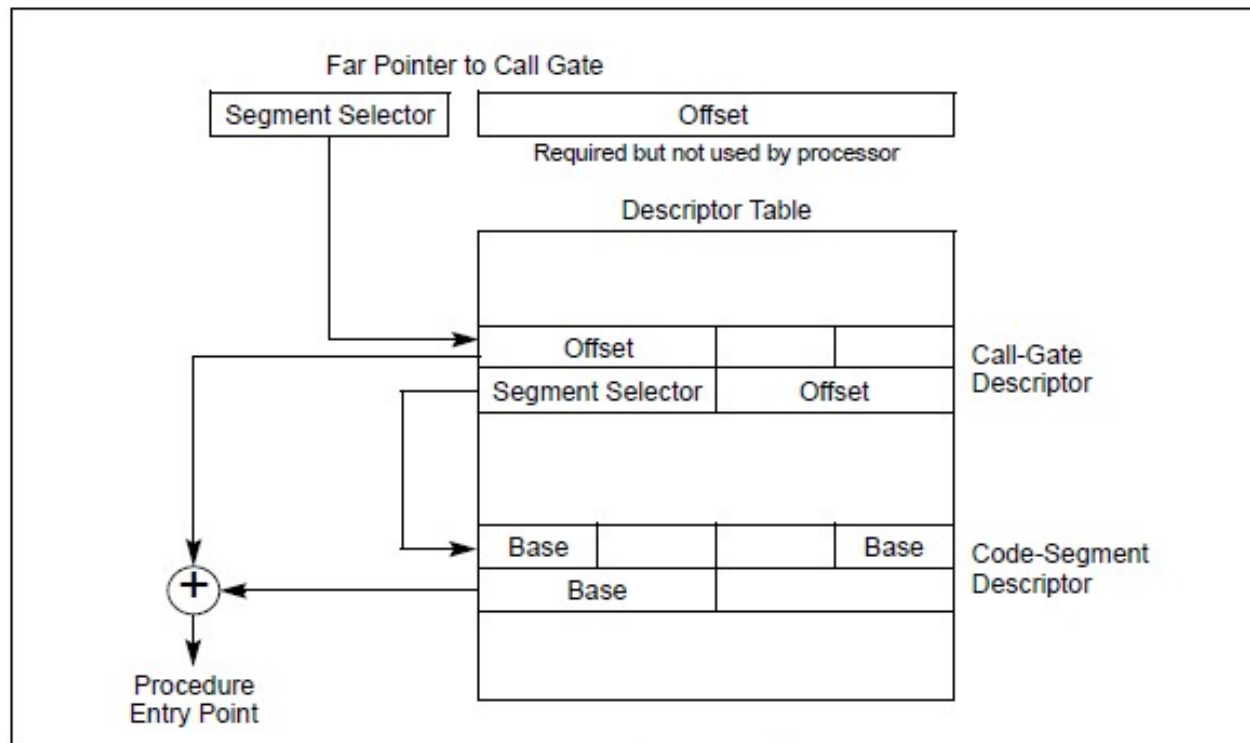 Far Pointer to Call Gate
Segment Selector
Offset
Required but not used by processor
Descriptor Table
Offset
Call-Gate
Descriptor
Segment Selector
Offset
Base
Base
Code-Segment
Descriptor
Base
+
Procedure
Entry Point